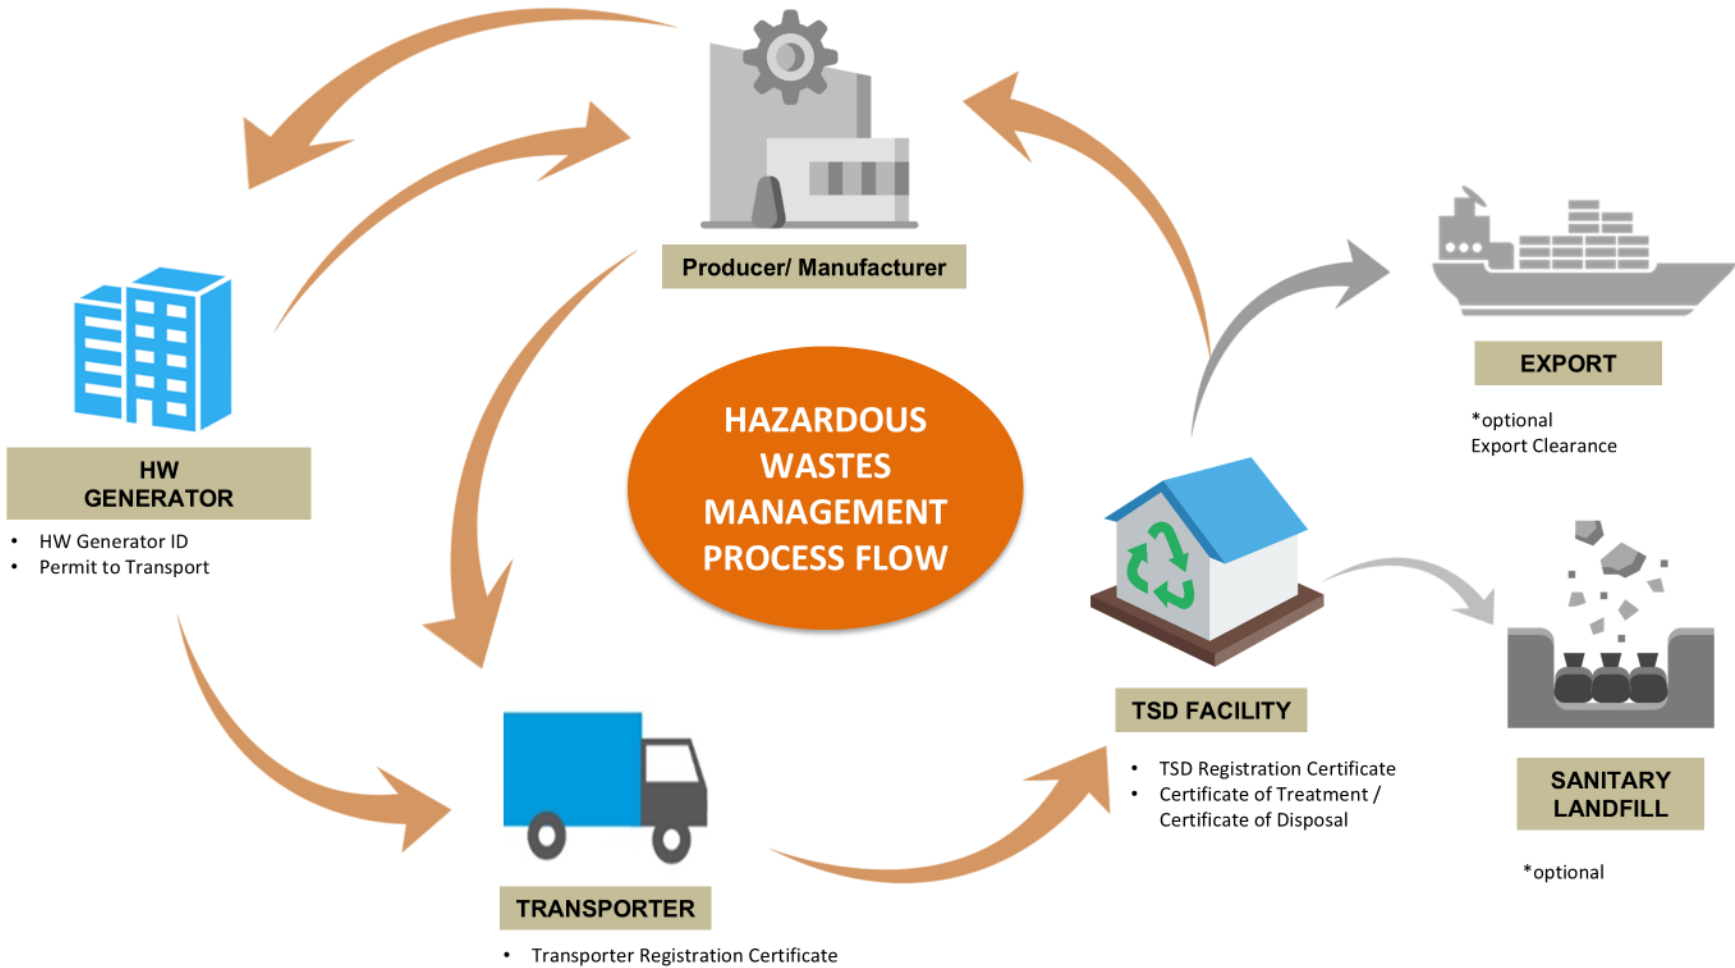 Producer/ Manufacturer
HAZARDOUS
WASTES
MANAGEMENT
PROCESS FLOW
HW
GENERATOR
• HW Generator ID
• Permit to Transport
TRANSPORTER
• Transporter Registration Certificate
TSD FACILITY
• TSD Registration Certificate
• Certificate of Treatment /
Certificate of Disposal
EXPORT
*optional
Export Clearance
SANITARY
LANDFILL
*optional